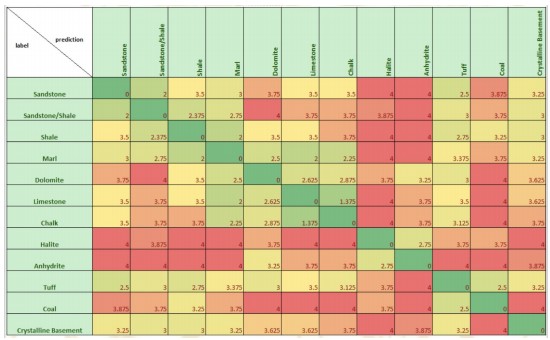 prediction
label
Sandstone Sandstone/Shale Shale Marl Dolomite Limestone Chalk Halite Anhydrite Tuff Coal Crystalline Basement
Sandstone 0 2 3.5 3 3.75 3.5 3.5 4 4 2.5 3.875 3.25
Sandstone/Shale 2 0 2.375 2.75 4 3.75 3.75 3.875 4 3 3.75 3
Shale 3.5 2.375 0 2 3.5 3.5 3.75 4 4 2.75 3.25 3
Marl 3 2.75 2 0 2.5 2 2.25 4 4 3.375 3.75 3.25
Dolomite 3.75 4 3.5 2.5 0 2.625 2.875 3.75 3.25 3 4 3.625
Limestone 3.5 3.75 3.5 2 2.625 0 1.375 4 3.75 3.5 4 3.625
Chalk 3.5 3.75 3.75 2.25 2.875 1.375 0 4 3.75 3.125 4 3.75
Halite 4 3.875 4 4 3.75 4 4 0 2.75 3.75 3.75 4
Anhydrite 4 4 4 4 3.25 3.75 3.75 2.75 0 4 4 3.875
Tuff 2.5 3 2.75 3.375 3 3.5 3.125 3.75 4 0 2.5 3.25
Coal 3.875 3.75 3.25 3.75 4 4 4 3.75 4 2.5 0 4
Crystalline Basement 3.25 3 3 3.25 3.625 3.625 3.75 4 3.875 3.25 4 0